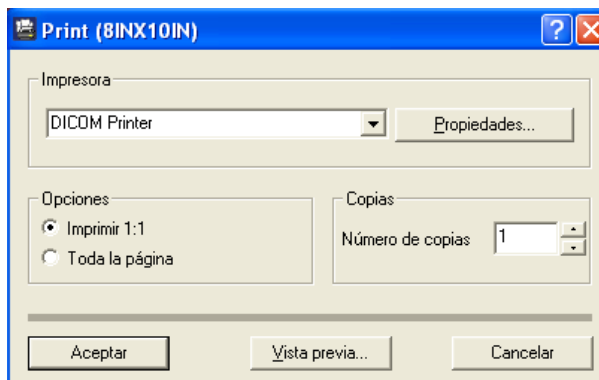 Print (8INX10IN)
Impresora
DICOM Printer
Propiedades...
Opciones
Imprimir 1:1
Toda la página
Copias
Número de copias 1
Aceptar
Vista previa...
Cancelar